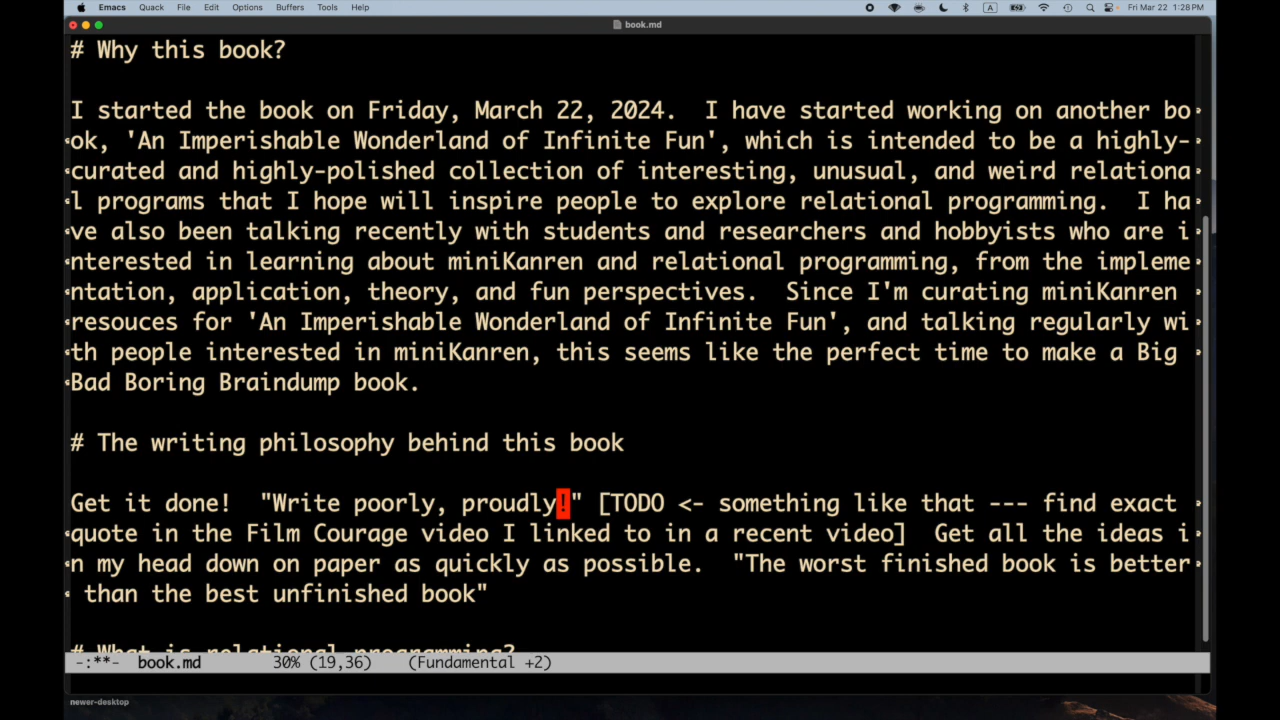 Emacs Quack File Edit Options Buffers Tools Help Fri Mar 22 1:28 PM
book.md
# Why this book?
I started the book on Friday, March 22, 2024.  I have started working on another bo
ok, 'An Imperishable Wonderland of Infinite Fun', which is intended to be a highly-
curated and highly-polished collection of interesting, unusual, and weird relationa
l programs that I hope will inspire people to explore relational programming.  I ha
ve also been talking recently with students and researchers and hobbyists who are i
nterested in learning about miniKanren and relational programming, from the impleme
ntation, application, theory, and fun perspectives.  Since I'm curating miniKanren
resouces for 'An Imperishable Wonderland of Infinite Fun', and talking regularly wi
th people interested in miniKanren, this seems like the perfect time to make a Big
Bad Boring Braindump book.
# The writing philosophy behind this book
Get it done!  "Write poorly, proudly!" [TODO <- something like that --- find exact
quote in the Film Courage video I linked to in a recent video]  Get all the ideas i
n my head down on paper as quickly as possible.  "The worst finished book is better
than the best unfinished book"
# What is relational programming?
-:**-  book.md  30% (19,36)  (Fundamental +2)
newer-desktop